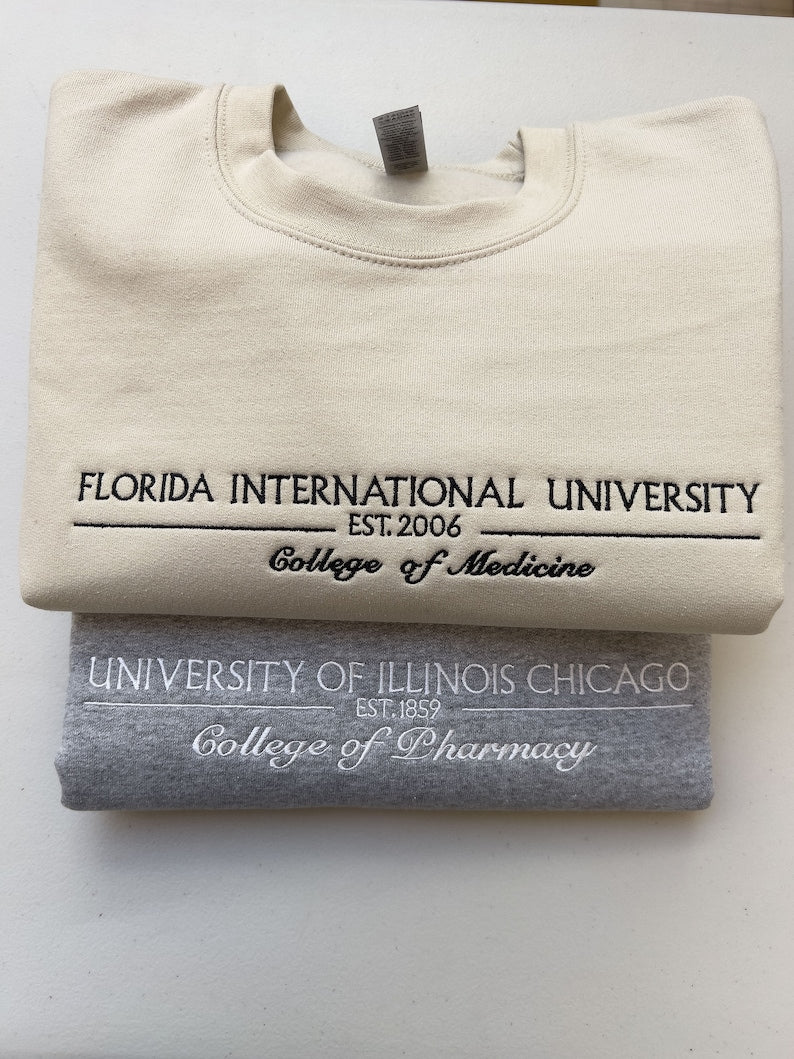 FLORIDA INTERNATIONAL UNIVERSITY
EST. 2006
College of Medicine
UNIVERSITY OF ILLINOIS CHICAGO
EST. 1859
College of Pharmacy